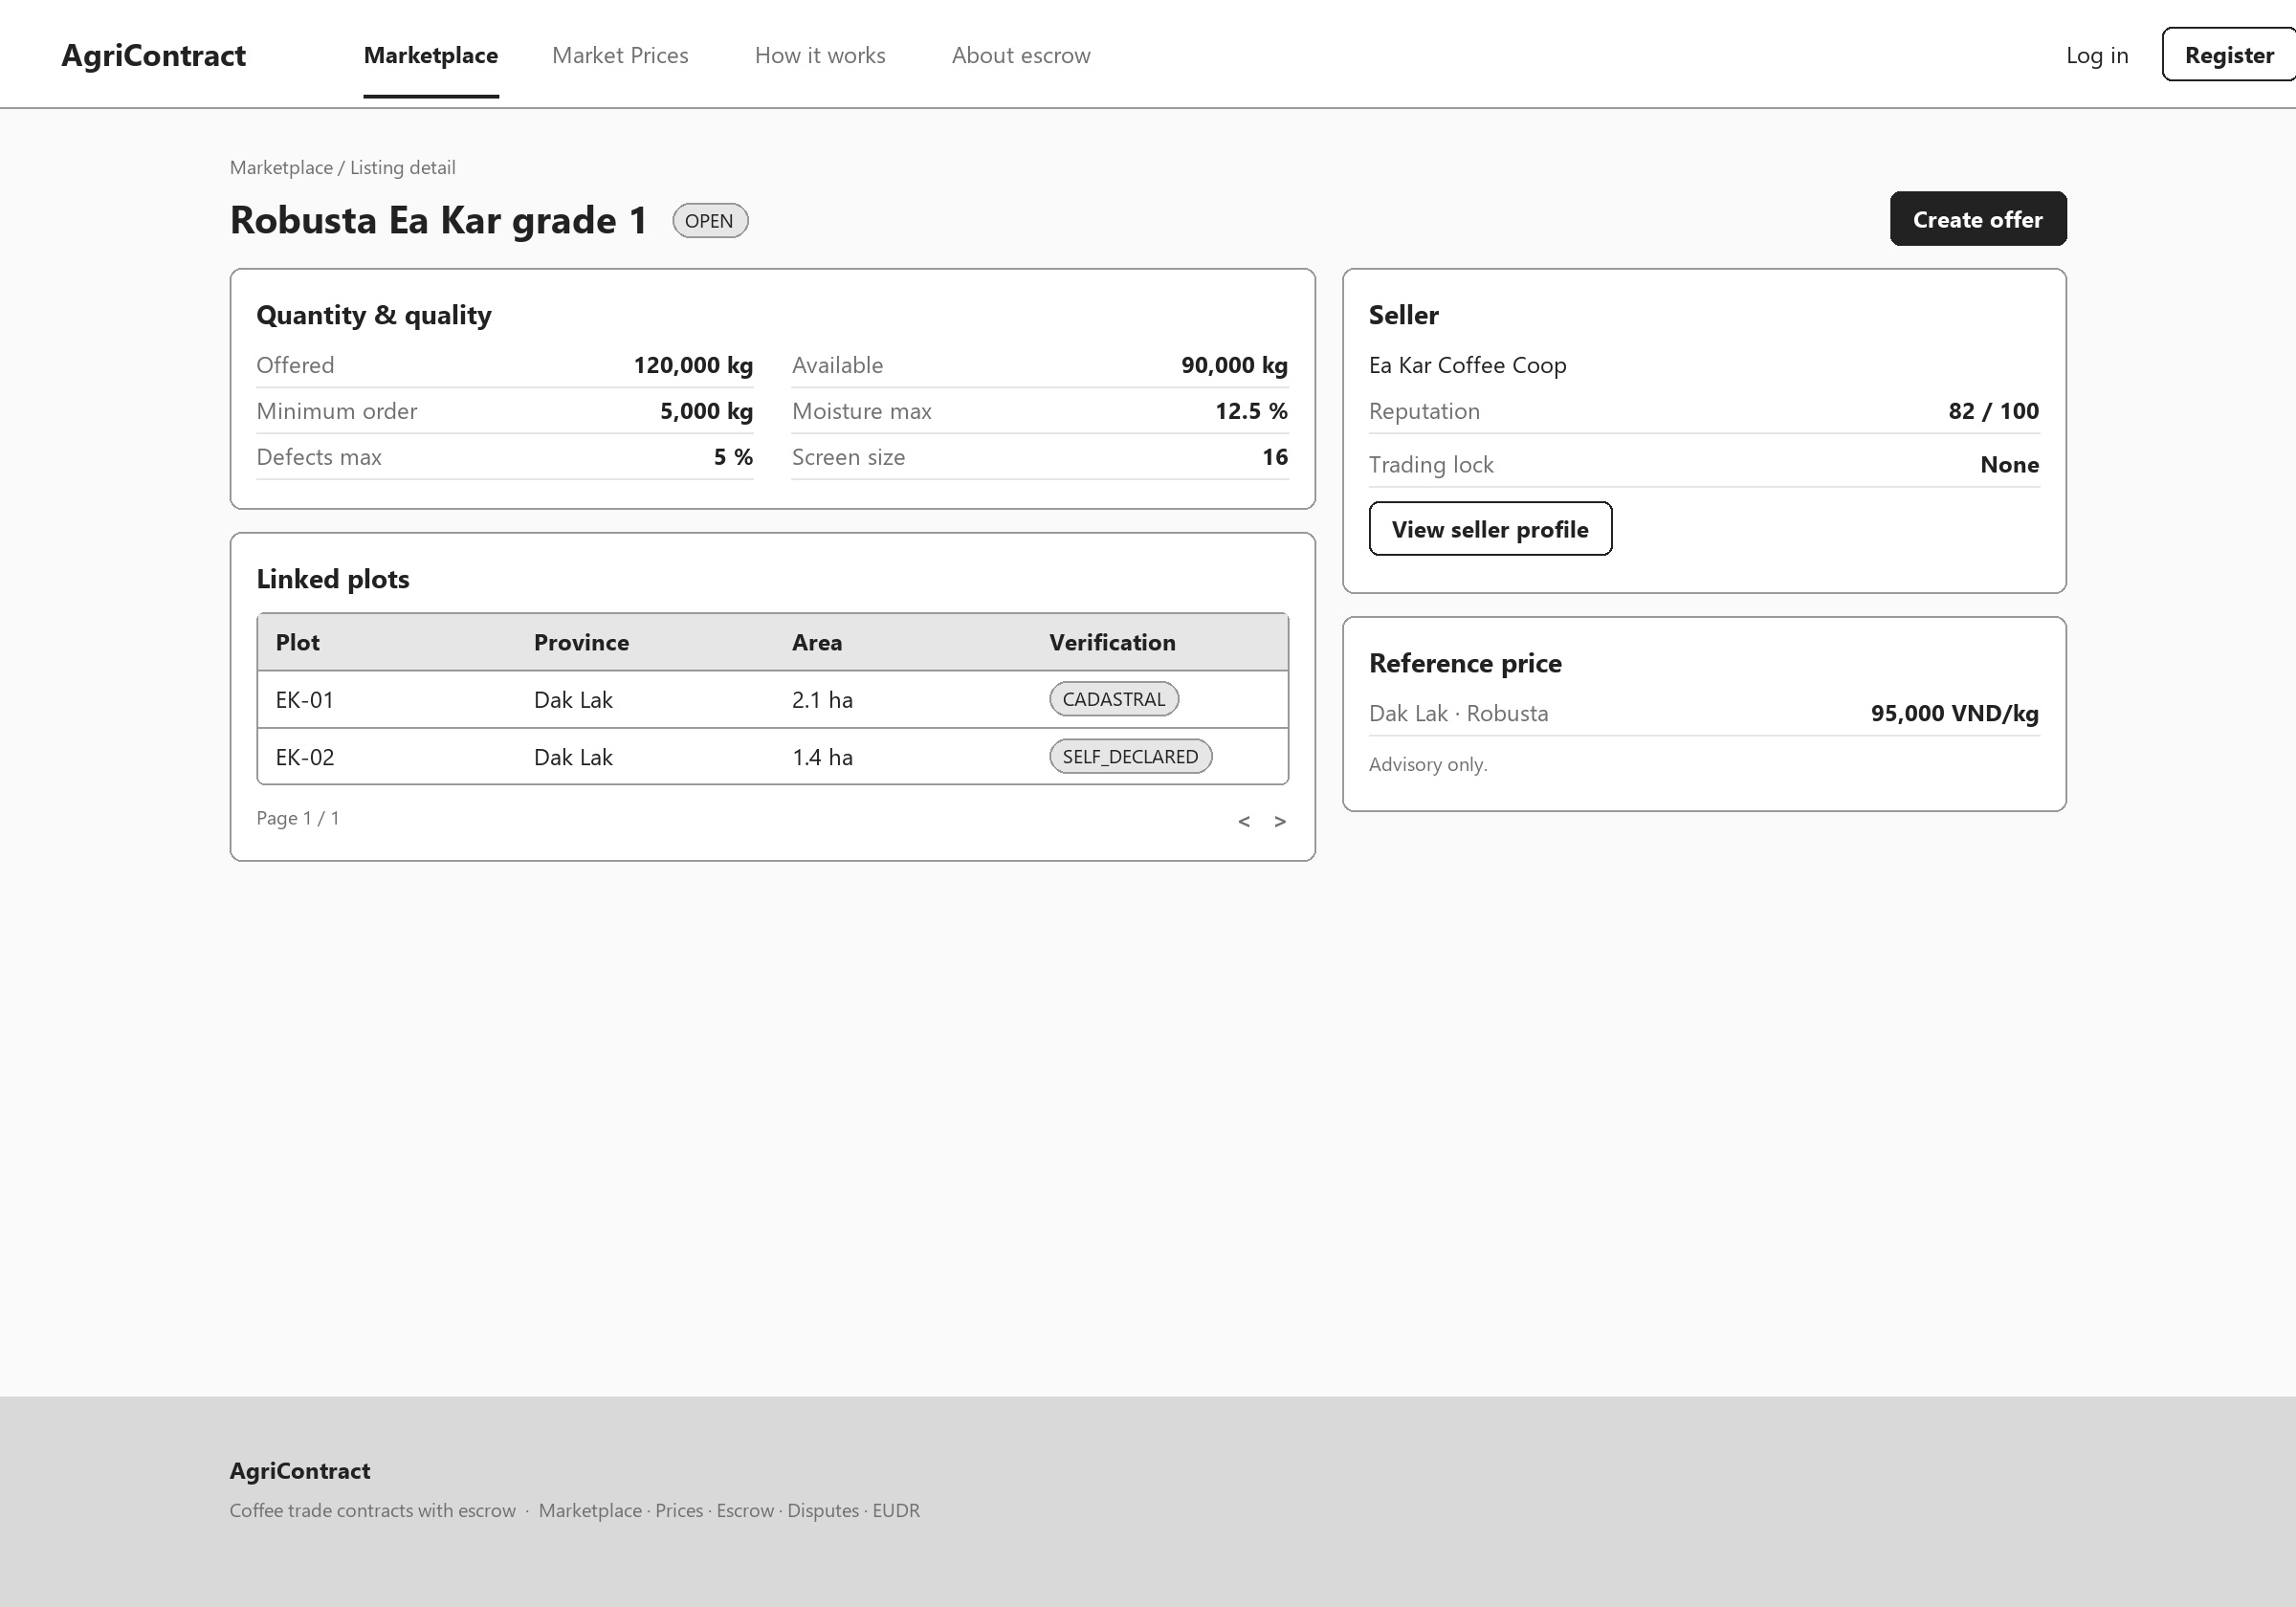 AgriContract
Marketplace
Market Prices
How it works
About escrow
Log in
Register
Marketplace / Listing detail
Robusta Ea Kar grade 1
OPEN
Create offer
Quantity & quality
Offered 120,000 kg
Available 90,000 kg
Minimum order 5,000 kg
Moisture max 12.5 %
Defects max 5 %
Screen size 16
Linked plots
Plot Province Area Verification
EK-01 Dak Lak 2.1 ha CADASTRAL
EK-02 Dak Lak 1.4 ha SELF_DECLARED
Page 1 / 1
< >
Seller
Ea Kar Coffee Coop
Reputation 82 / 100
Trading lock None
View seller profile
Reference price
Dak Lak · Robusta 95,000 VND/kg
Advisory only.
AgriContract
Coffee trade contracts with escrow · Marketplace · Prices · Escrow · Disputes · EUDR